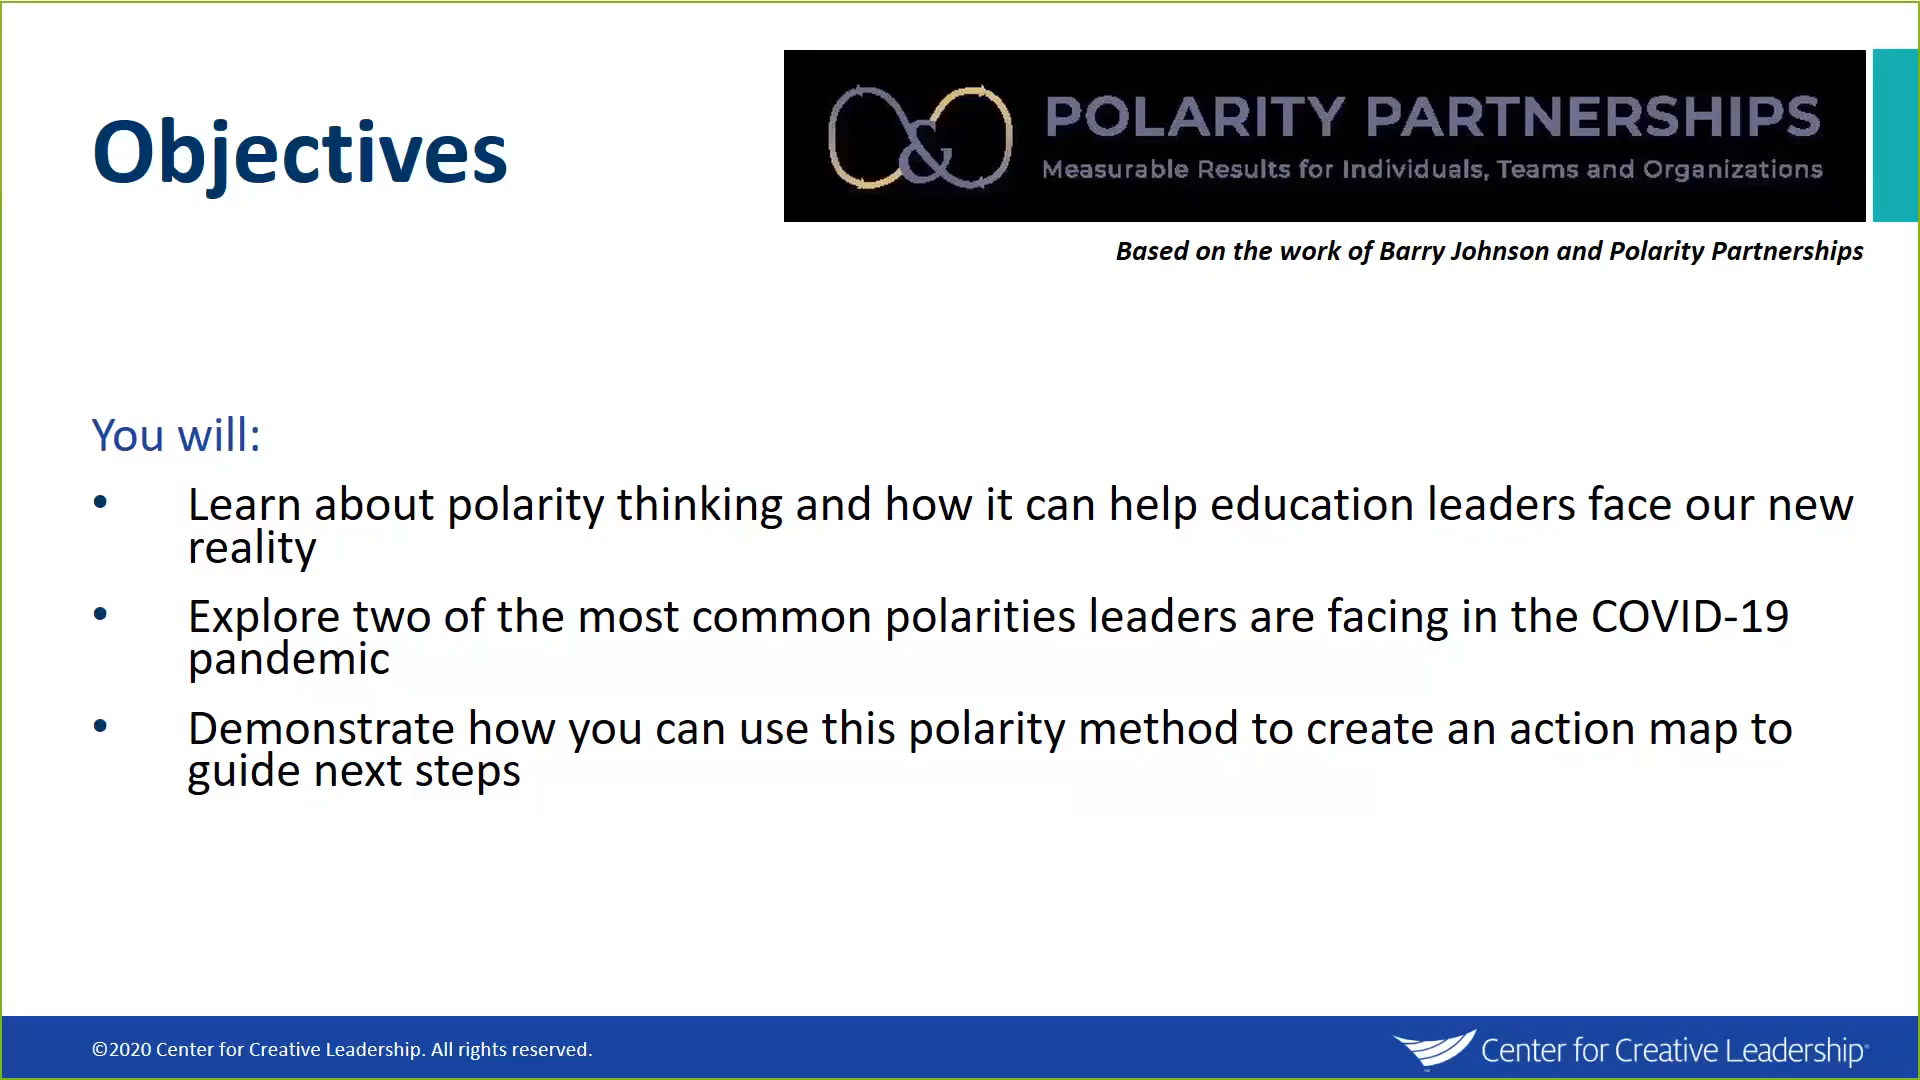 Objectives
POLARITY PARTNERSHIPS
Measurable Results for Individuals, Teams and Organizations
Based on the work of Barry Johnson and Polarity Partnerships
You will:
• Learn about polarity thinking and how it can help education leaders face our new
reality
• Explore two of the most common polarities leaders are facing in the COVID-19
pandemic
• Demonstrate how you can use this polarity method to create an action map to
guide next steps
©2020 Center for Creative Leadership. All rights reserved.
Center for Creative Leadership®